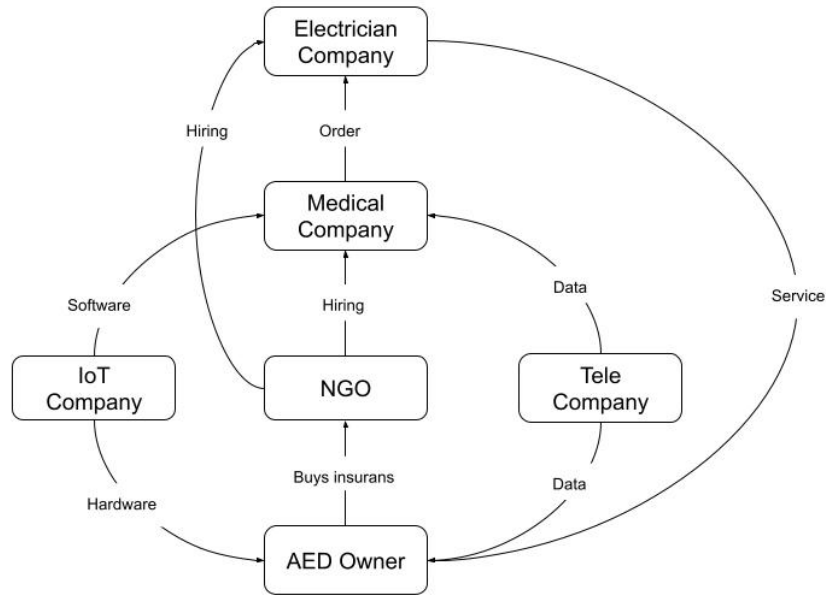 Electrician
Company
Hiring
Order
Medical
Company
Software
Hiring
Data
Service
IoT
Company
NGO
Tele
Company
Hardware
Buys insurans
Data
AED Owner